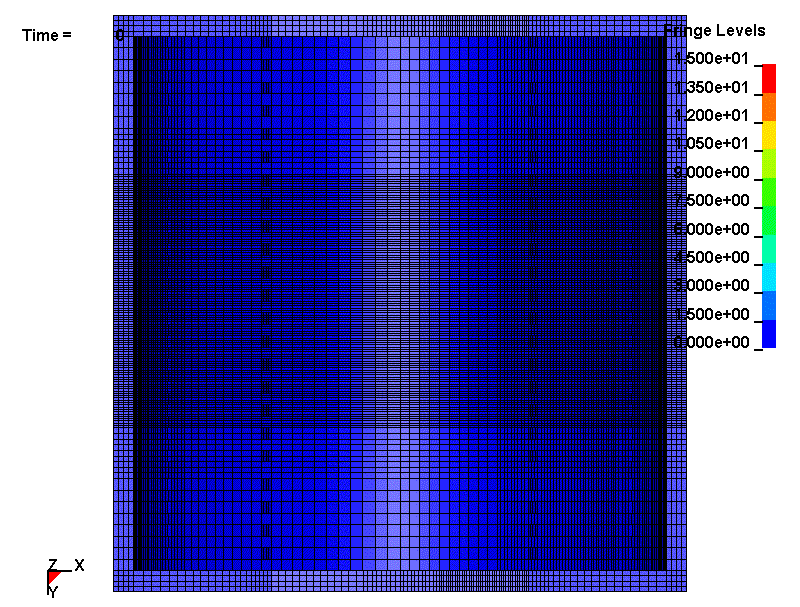 Time = 0
Fringe Levels
1.500e+01
1.350e+01
1.200e+01
1.050e+01
9.000e+00
7.500e+00
6.000e+00
4.500e+00
3.000e+00
1.500e+00
0.000e+00
Z X
Y